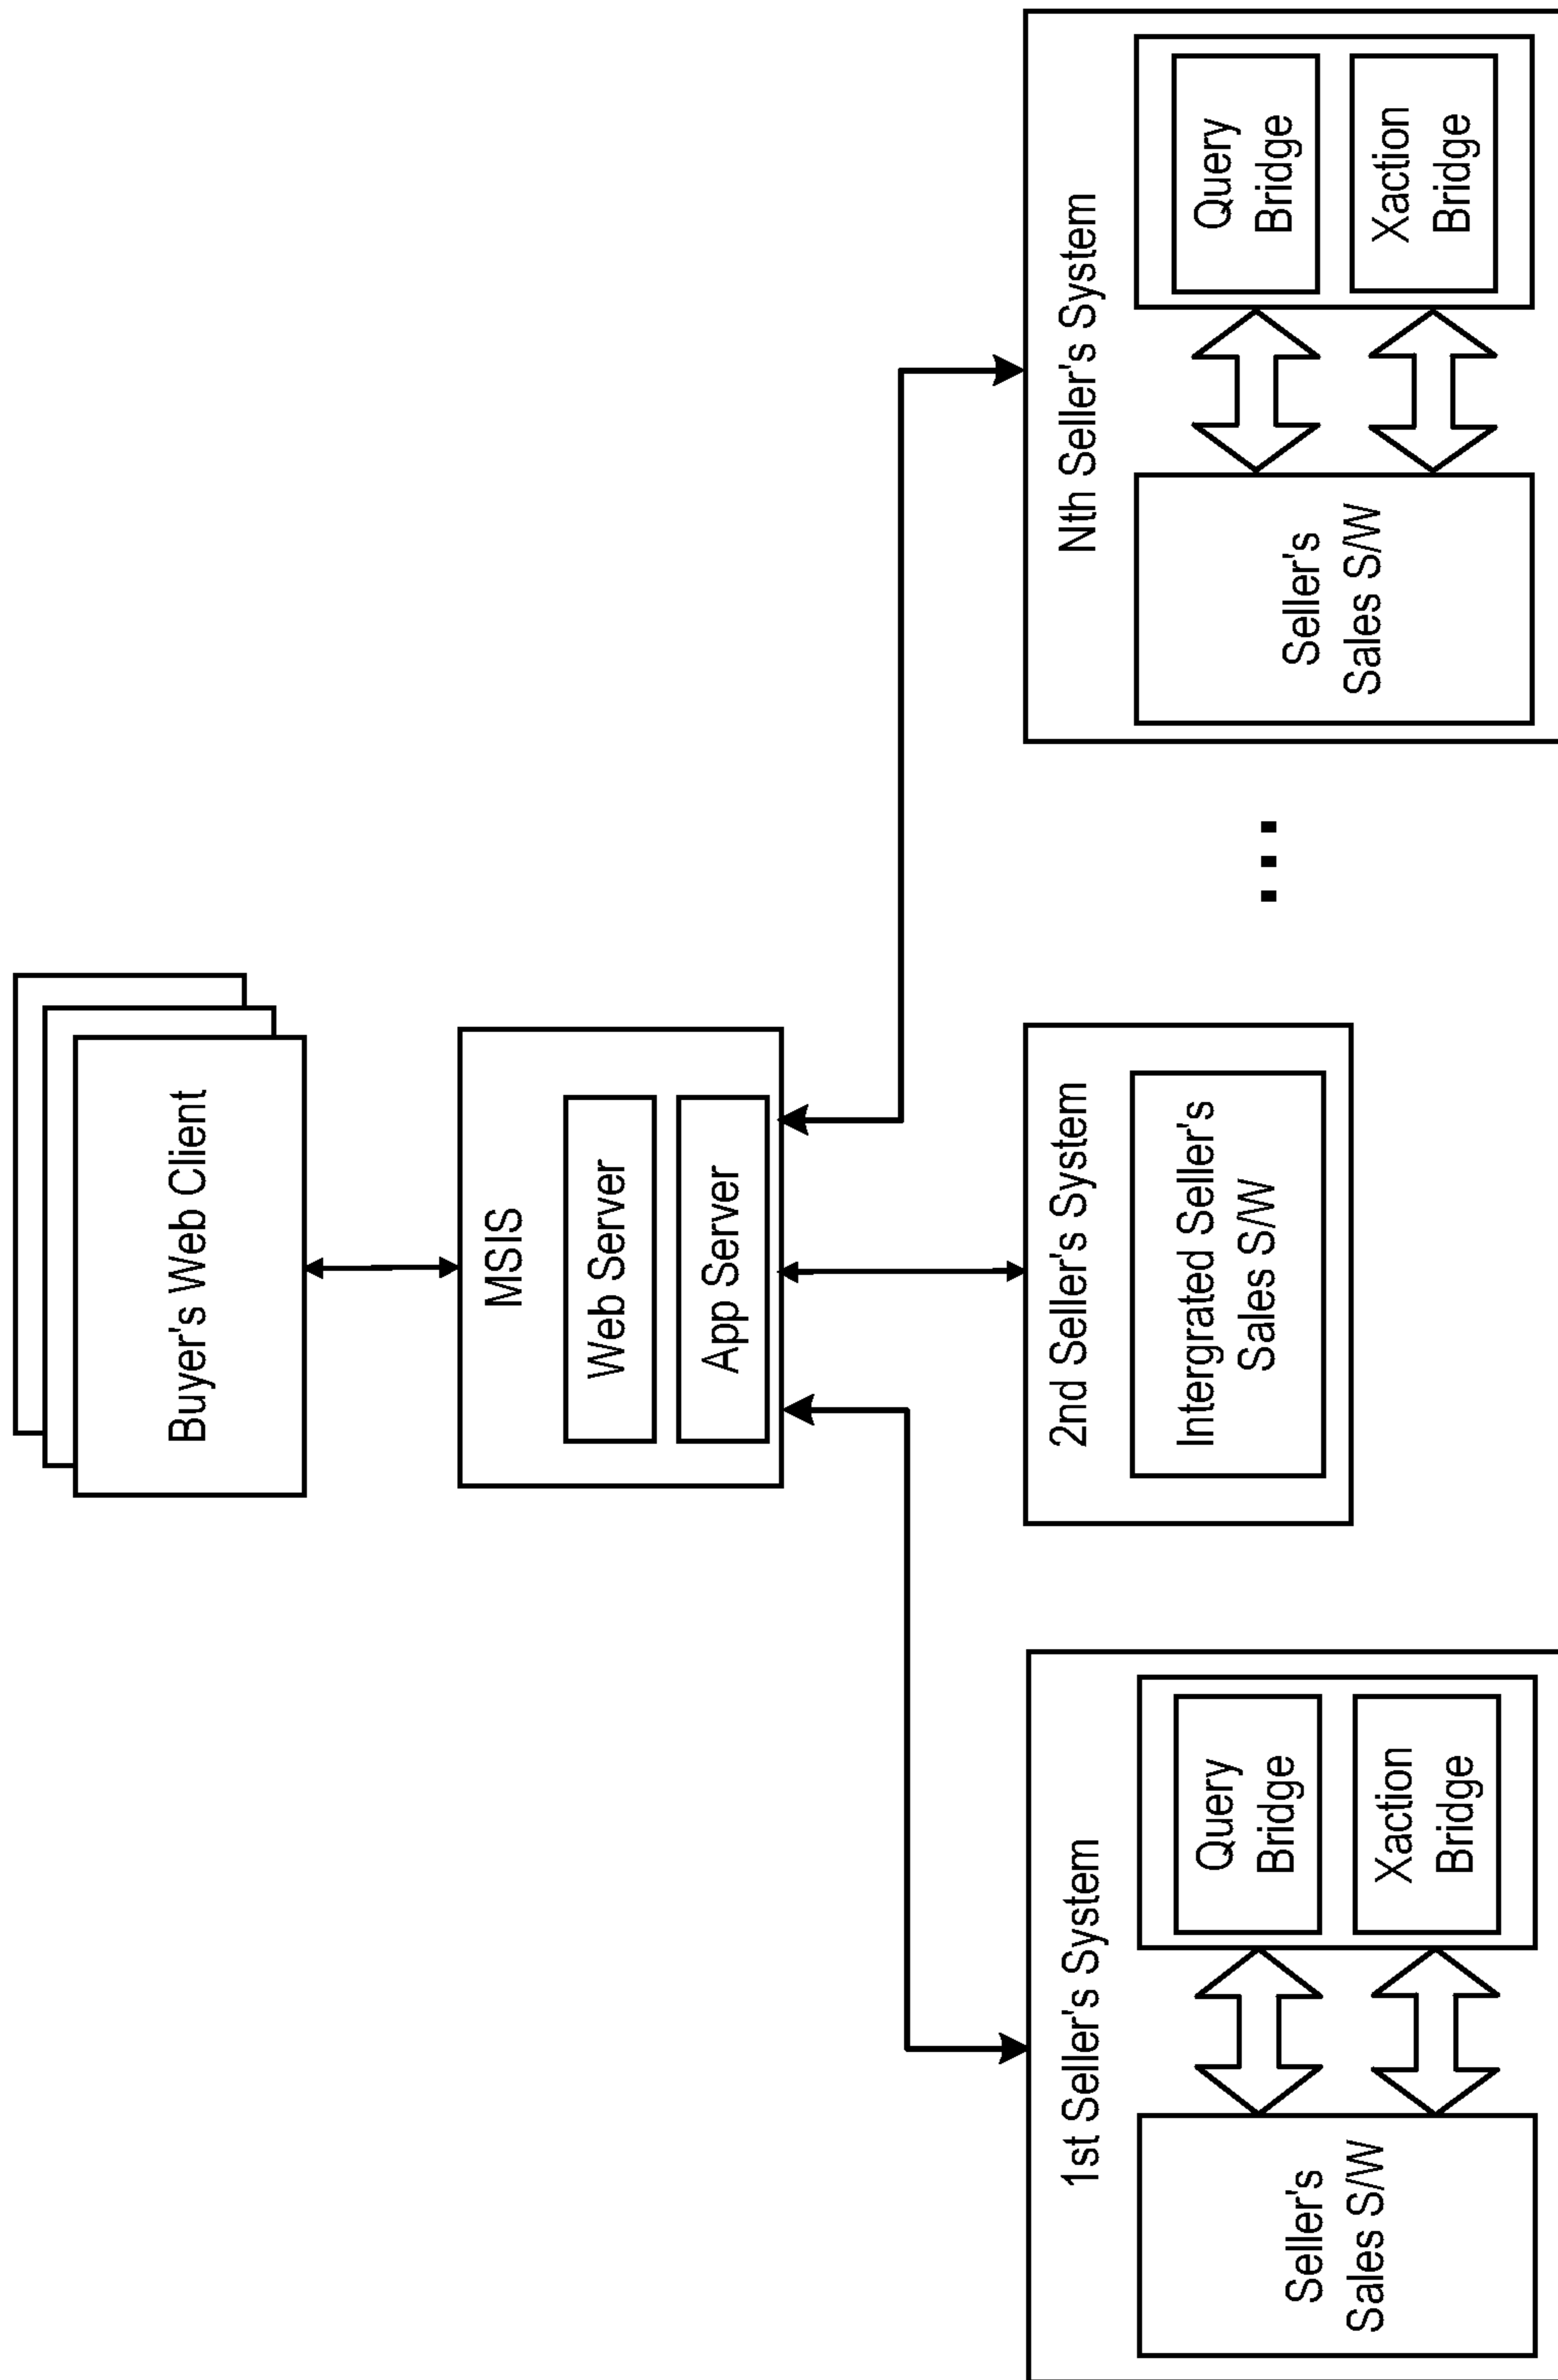 Buyer's Web Client
MSIS
Web Server
App Server
1st Seller's System
Seller's
Sales S/W
Query
Bridge
Xaction
Bridge
2nd Seller's System
Intergrated Seller's
Sales S/W
...
Nth Seller's System
Seller's
Sales S/W
Query
Bridge
Xaction
Bridge